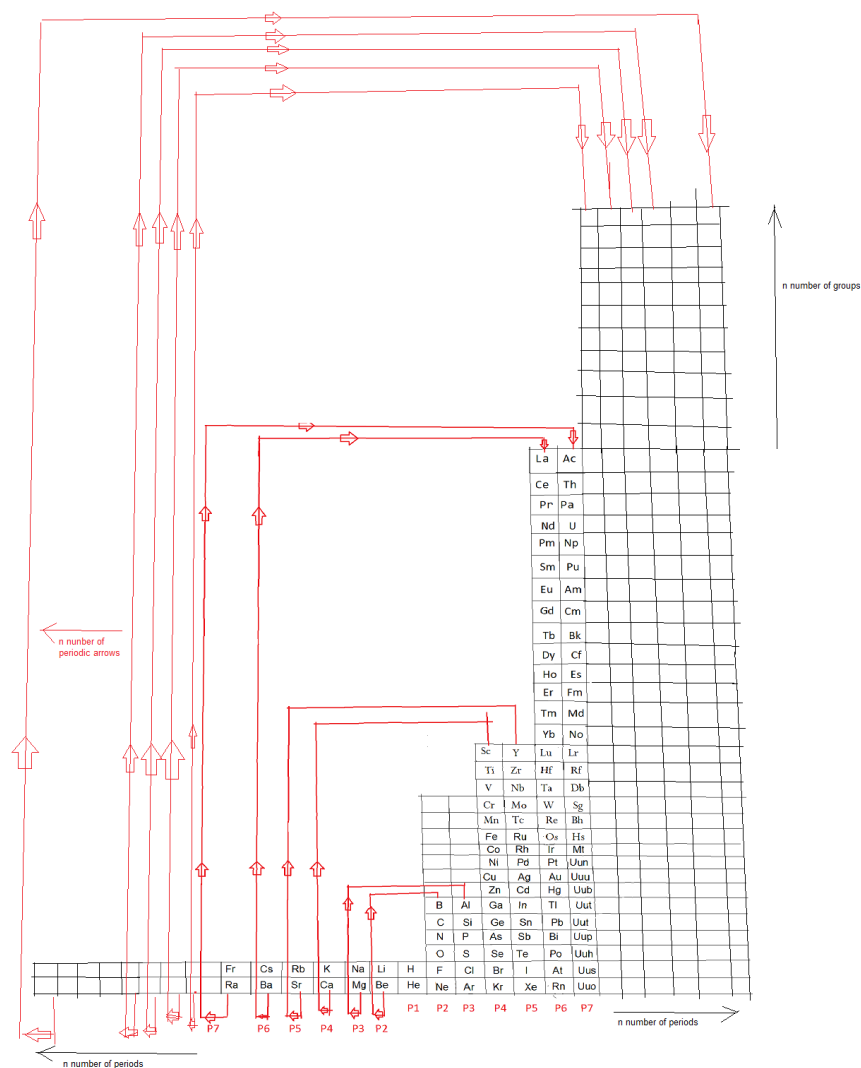 n number of groups
La Ac
Ce Th
Pr Pa
Nd U
Pm Np
Sm Pu
Eu Am
Gd Cm
n nunber of
periodic arrows
Tb Bk
Dy Cf
Ho Es
Er Fm
Tm Md
Yb No
Sc Y Lu Lr
Ti Zr Hf Rf
V Nb Ta Db
Cr Mo W Sg
Mn Tc Re Bh
Fe Ru Os Hs
Co Rh Ir Mt
Ni Pd Pt Uun
Cu Ag Au Uuu
Zn Cd Hg Uub
B Al Ga In Tl Uut
C Si Ge Sn Pb Uut
N P As Sb Bi Uup
O S Se Te Po Uuh
Fr Cs Rb K Na Li H F Cl Br I At Uus
Ra Ba Sr Ca Mg Be He Ne Ar Kr Xe Rn Uuo
P7 P6 P5 P4 P3 P2 P1 P2 P3 P4 P5 P6 P7
n number of periods
n number of periods